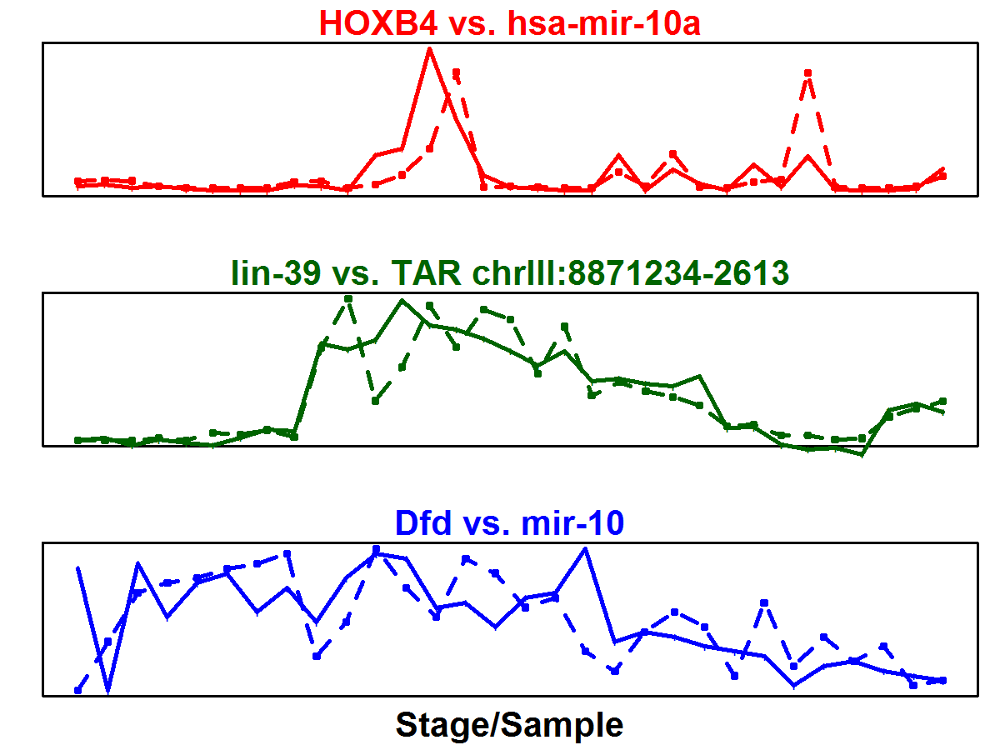 HOXB4 vs. hsa-mir-10a
lin-39 vs. TAR chrIII:8871234-2613
Dfd vs. mir-10
Stage/Sample